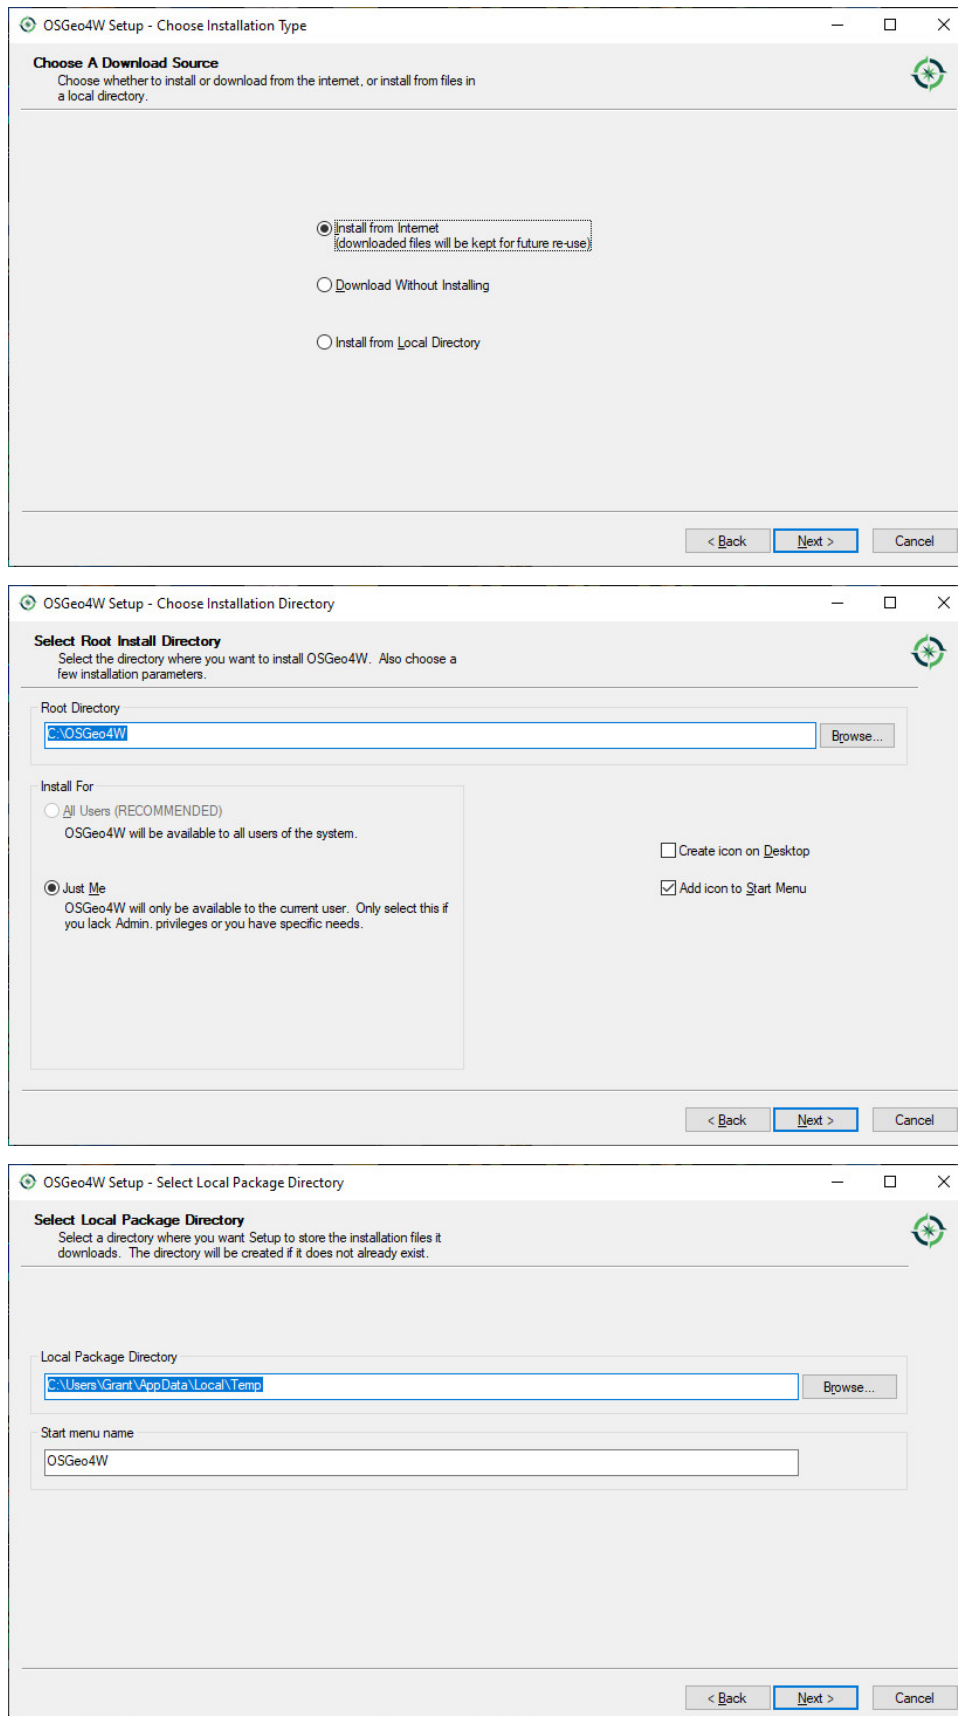 OSGeo4W Setup - Choose Installation Type
Choose A Download Source
Choose whether to install or download from the internet, or install from files in
a local directory.
Install from Internet
(downloaded files will be kept for future re-use)
Download Without Installing
Install from Local Directory
< Back Next > Cancel
OSGeo4W Setup - Choose Installation Directory
Select Root Install Directory
Select the directory where you want to install OSGeo4W. Also choose a
few installation parameters.
Root Directory
C:\OSGeo4W Browse...
Install For
All Users (RECOMMENDED)
OSGeo4W will be available to all users of the system.
Create icon on Desktop
Just Me
Add icon to Start Menu
OSGeo4W will only be available to the current user. Only select this if
you lack Admin. privileges or you have specific needs.
< Back Next > Cancel
OSGeo4W Setup - Select Local Package Directory
Select Local Package Directory
Select a directory where you want Setup to store the installation files it
downloads. The directory will be created if it does not already exist.
Local Package Directory
C:\Users\Grant\AppData\Local\Temp Browse...
Start menu name
OSGeo4W
< Back Next > Cancel